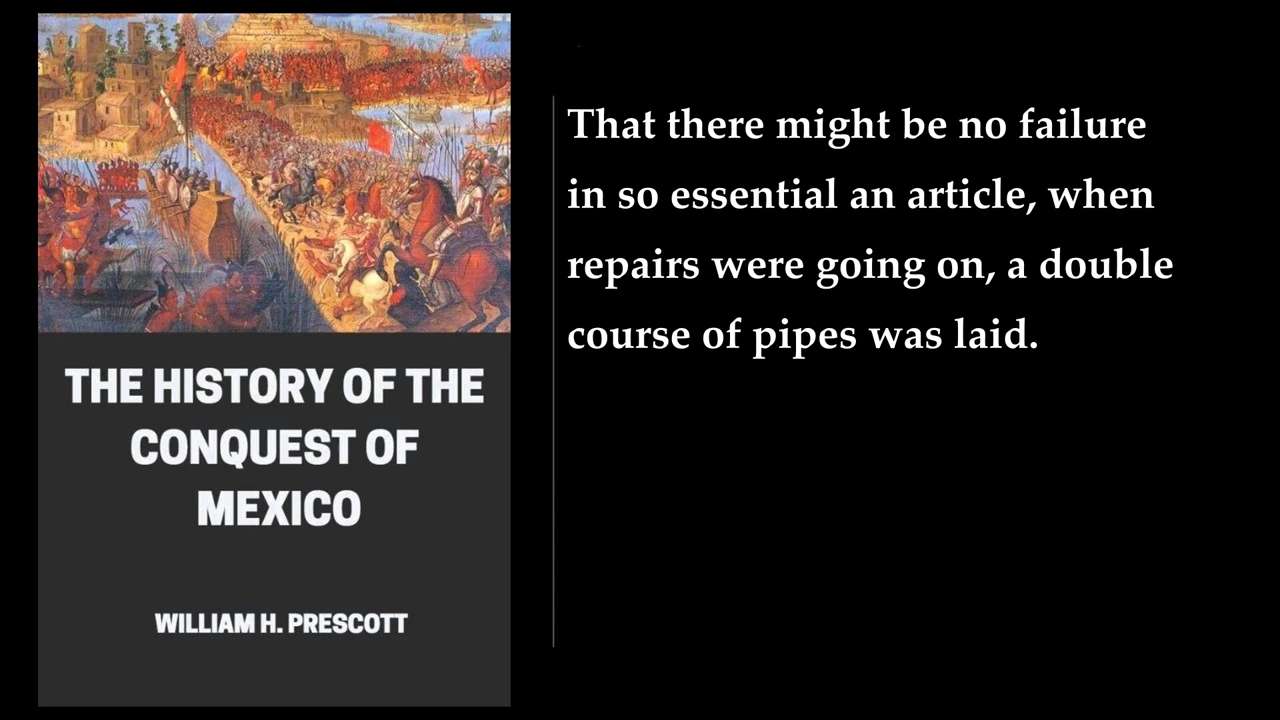 THE HISTORY OF THE
CONQUEST OF
MEXICO
WILLIAM H. PRESCOTT
That there might be no failure
in so essential an article, when
repairs were going on, a double
course of pipes was laid.